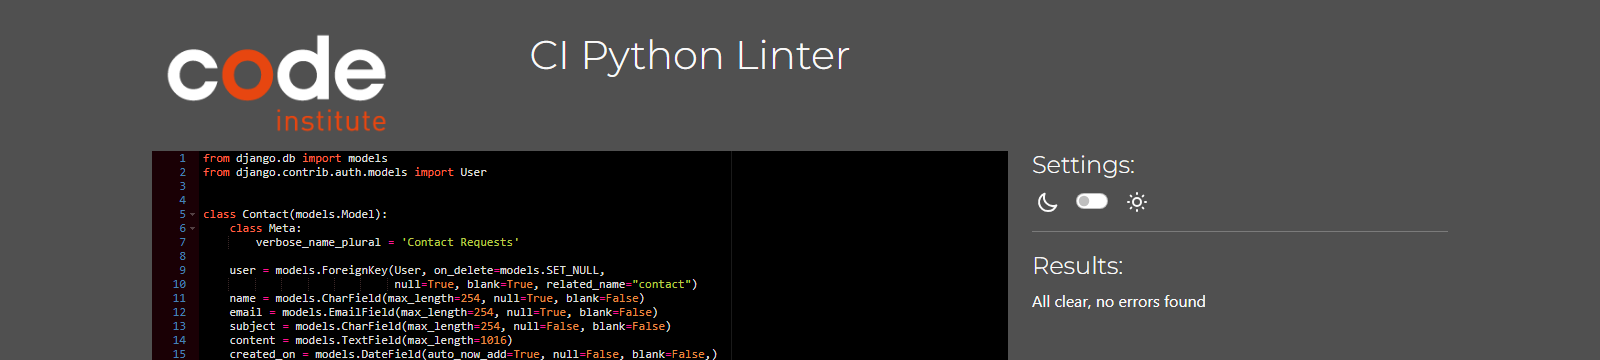 code
institute
CI Python Linter
1 from django.db import models
2 from django.contrib.auth.models import User
3
4
5 class Contact(models.Model):
6 class Meta:
7 verbose_name_plural = 'Contact Requests'
8
9 user = models.ForeignKey(User, on_delete=models.SET_NULL,
10 null=True, blank=True, related_name="contact")
11 name = models.CharField(max_length=254, null=True, blank=False)
12 email = models.EmailField(max_length=254, null=True, blank=False)
13 subject = models.CharField(max_length=254, null=False, blank=False)
14 content = models.TextField(max_length=1016)
15 created_on = models.DateField(auto_now_add=True, null=False, blank=False,)
Settings:
Results:
All clear, no errors found